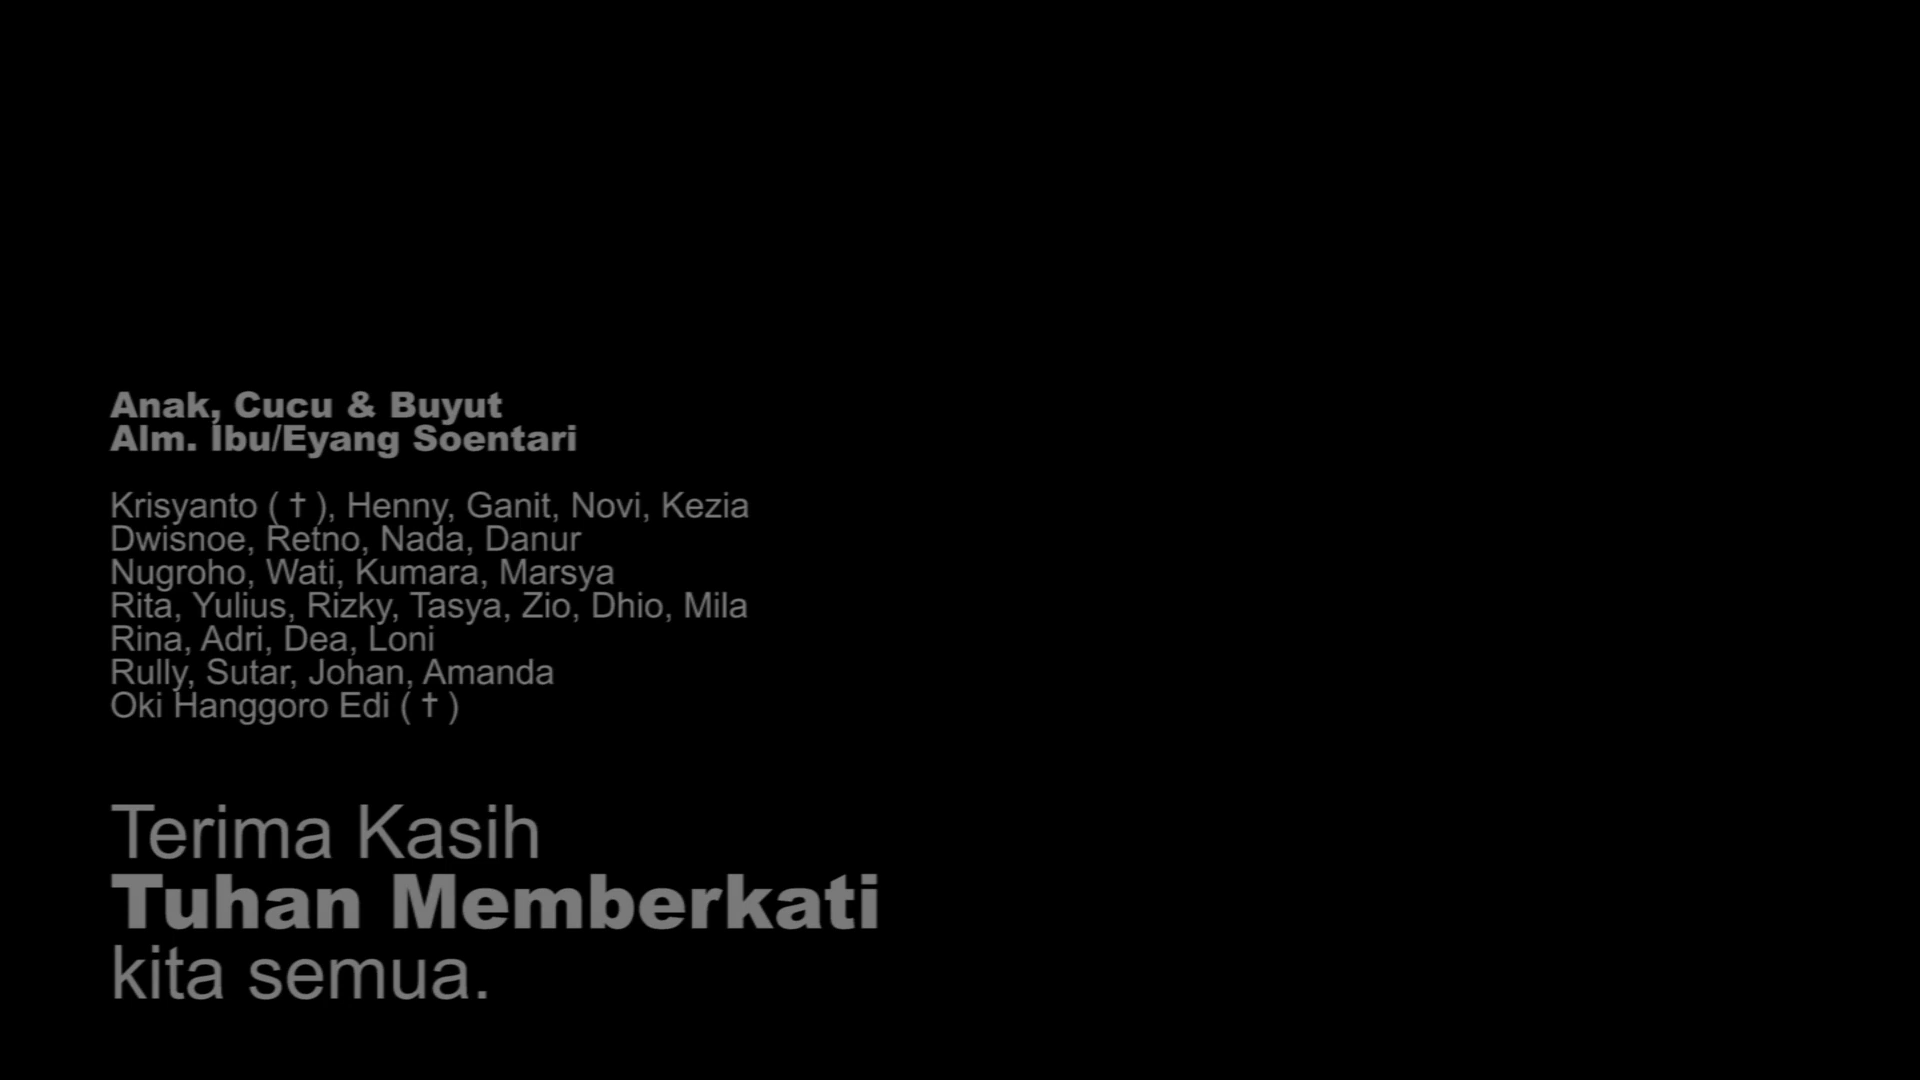 Anak, Cucu & Buyut
Alm. Ibu/Eyang Soentari
Krisyanto ( † ), Henny, Ganit, Novi, Kezia
Dwisnoe, Retno, Nada, Danur
Nugroho, Wati, Kumara, Marsya
Rita, Yulius, Rizky, Tasya, Zio, Dhio, Mila
Rina, Adri, Dea, Loni
Rully, Sutar, Johan, Amanda
Oki Hanggoro Edi ( † )
Terima Kasih
Tuhan Memberkati
kita semua.